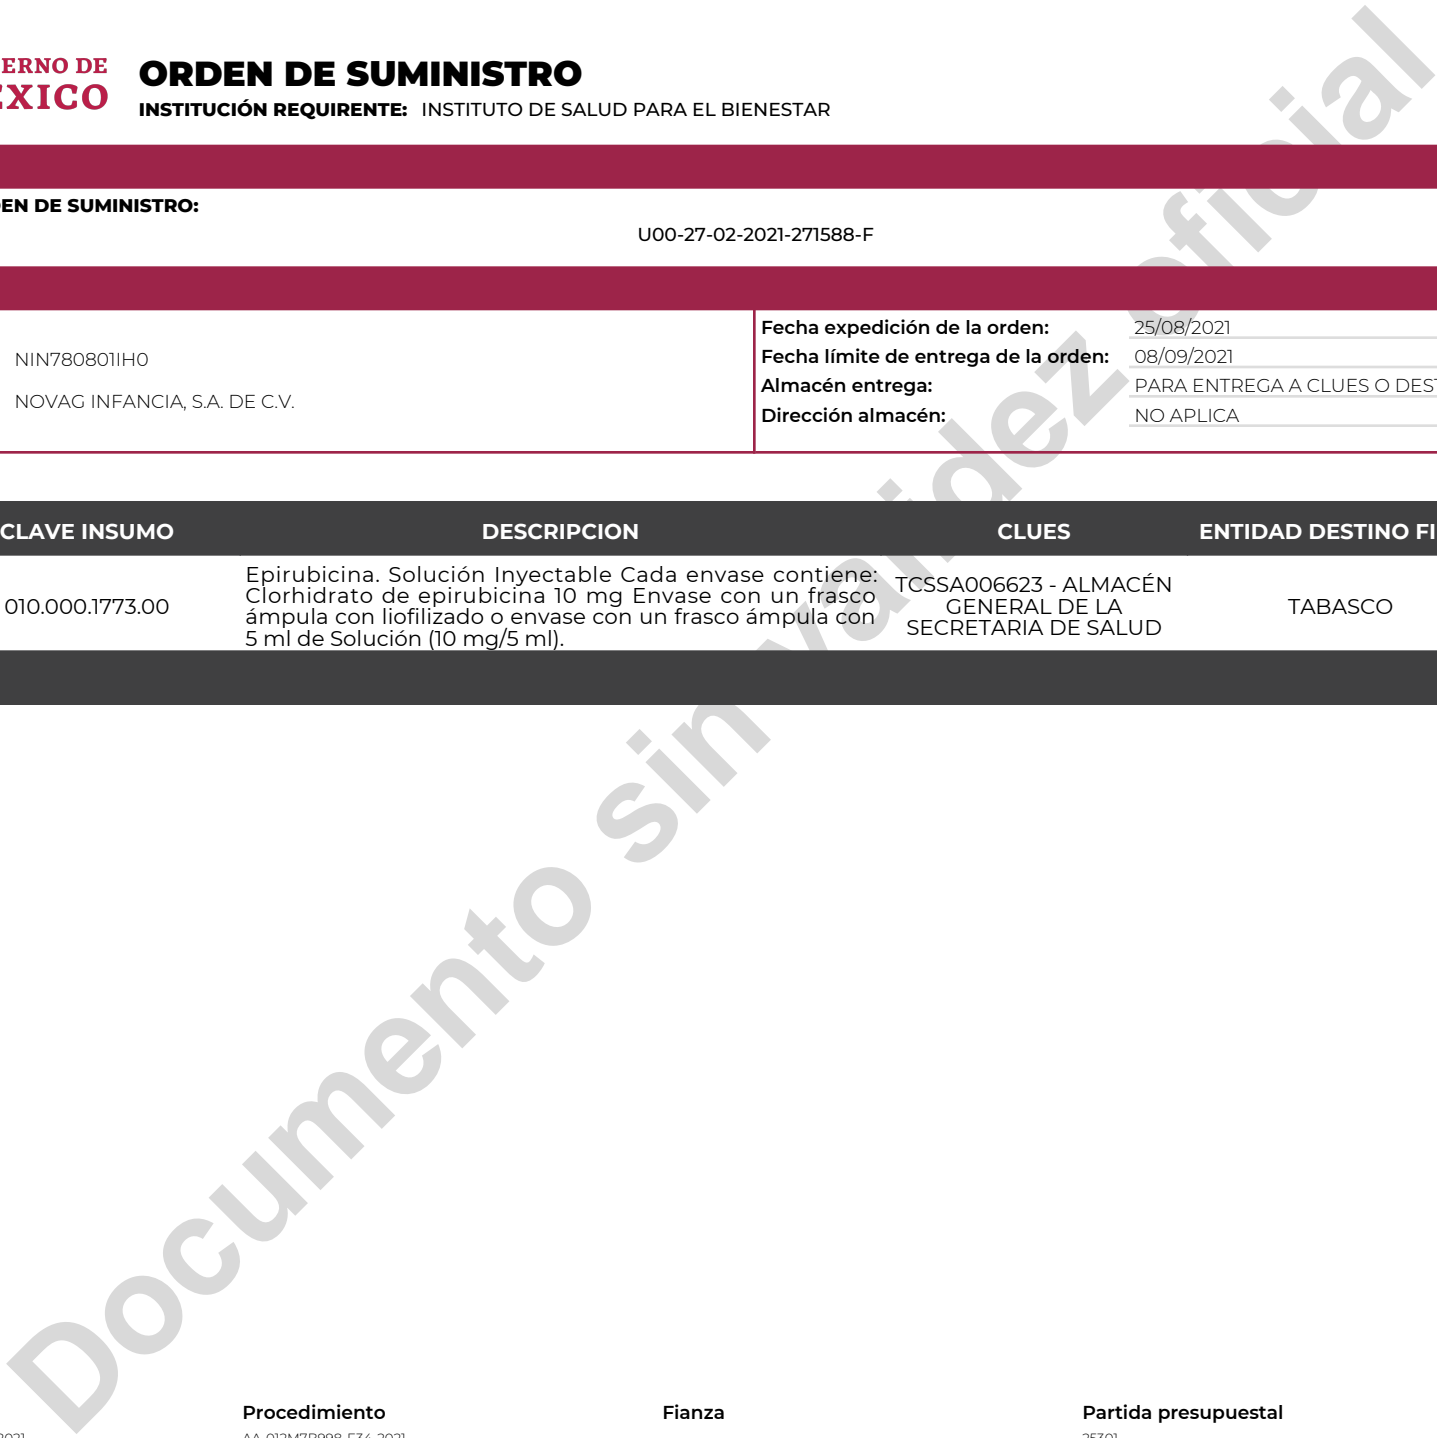 ERNO DE
EXICO
ORDEN DE SUMINISTRO
INSTITUCIÓN REQUIRENTE: INSTITUTO DE SALUD PARA EL BIENESTAR
EN DE SUMINISTRO:
U00-27-02-2021-271588-F
NIN780801IH0
NOVAG INFANCIA, S.A. DE C.V.
Fecha expedición de la orden: 25/08/2021
Fecha límite de entrega de la orden: 08/09/2021
Almacén entrega: PARA ENTREGA A CLUES O DEST
Dirección almacén: NO APLICA
CLAVE INSUMO DESCRIPCION CLUES ENTIDAD DESTINO FI
010.000.1773.00
Epirubicina. Solución Inyectable Cada envase contiene:
Clorhidrato de epirubicina 10 mg Envase con un frasco
ámpula con liofilizado o envase con un frasco ámpula con
5 ml de Solución (10 mg/5 ml).
TCSSA006623 - ALMACÉN
GENERAL DE LA
SECRETARIA DE SALUD
TABASCO
Documento sin validez oficial
Procedimiento Fianza Partida presupuestal